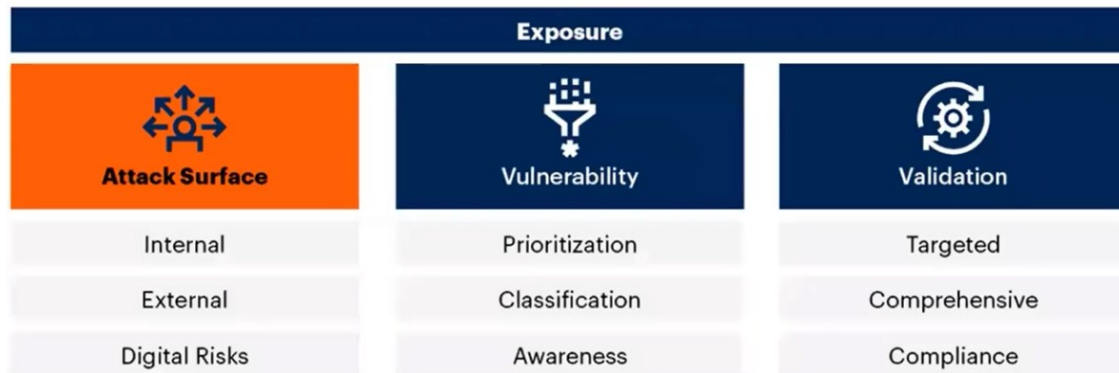 Exposure
Attack Surface
Vulnerability
Validation
Internal
Prioritization
Targeted
External
Classification
Comprehensive
Digital Risks
Awareness
Compliance